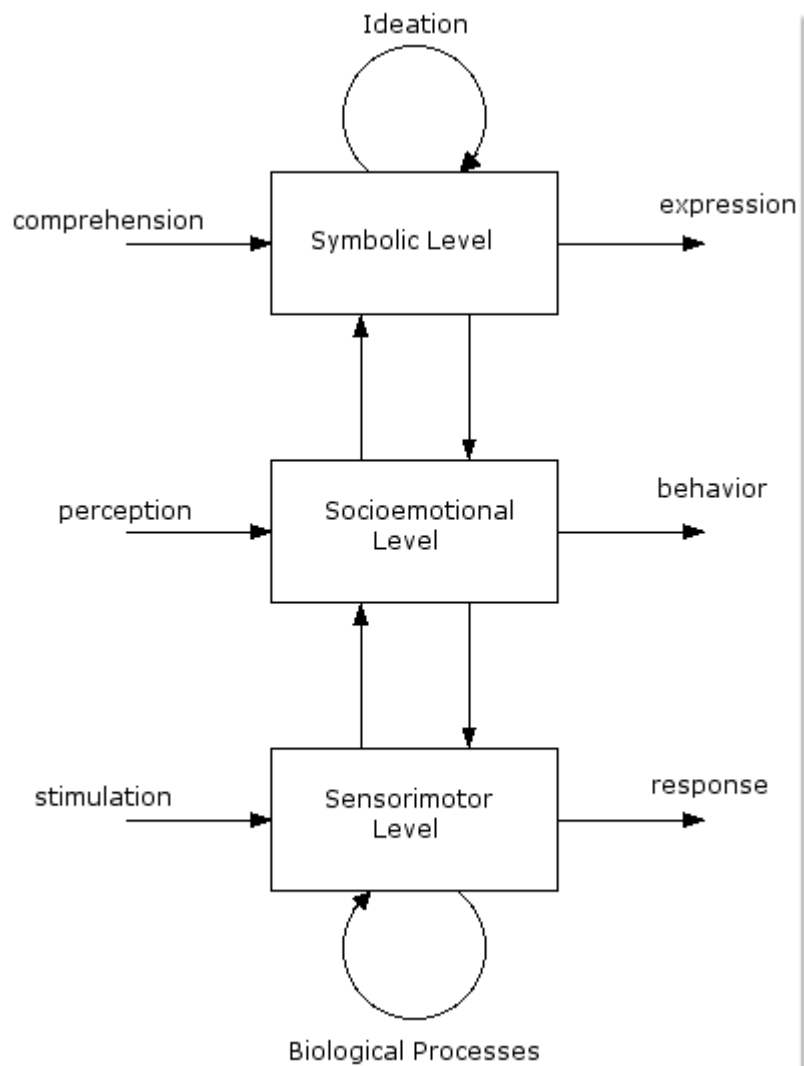 Ideation
comprehension
expression
Symbolic Level
perception
behavior
Socioemotional
Level
stimulation
response
Sensorimotor
Level
Biological Processes